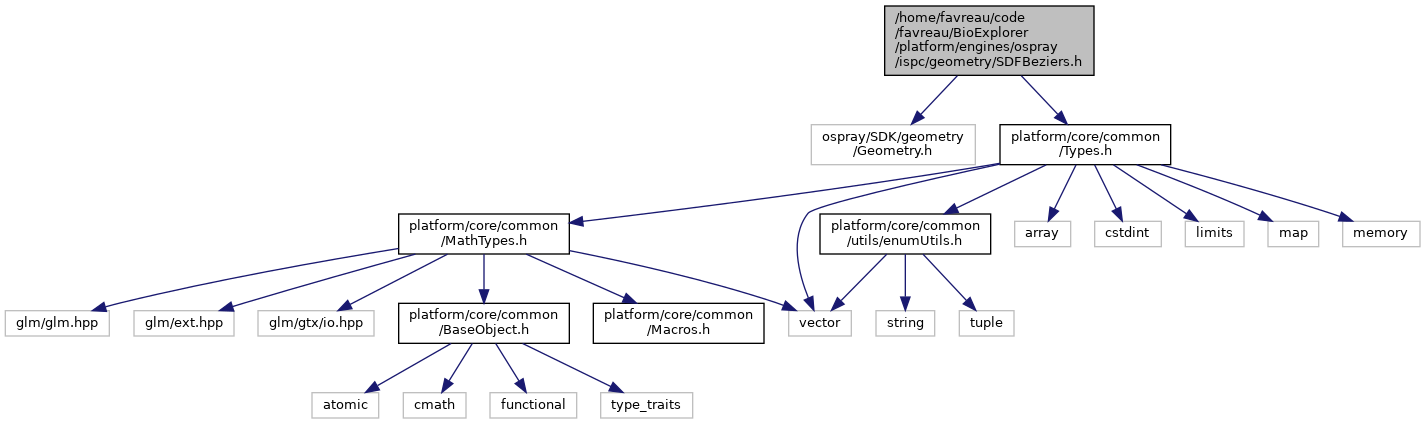 /home/favreau/code
/favreau/BioExplorer
/platform/engines/ospray
/ispc/geometry/SDFBeziers.h
ospray/SDK/geometry
/Geometry.h
platform/core/common
/Types.h
platform/core/common
/MathTypes.h
platform/core/common
/utils/enumUtils.h
array
cstdint
limits
map
memory
glm/glm.hpp
glm/ext.hpp
glm/gtx/io.hpp
platform/core/common
/BaseObject.h
platform/core/common
/Macros.h
vector
string
tuple
atomic
cmath
functional
type_traits